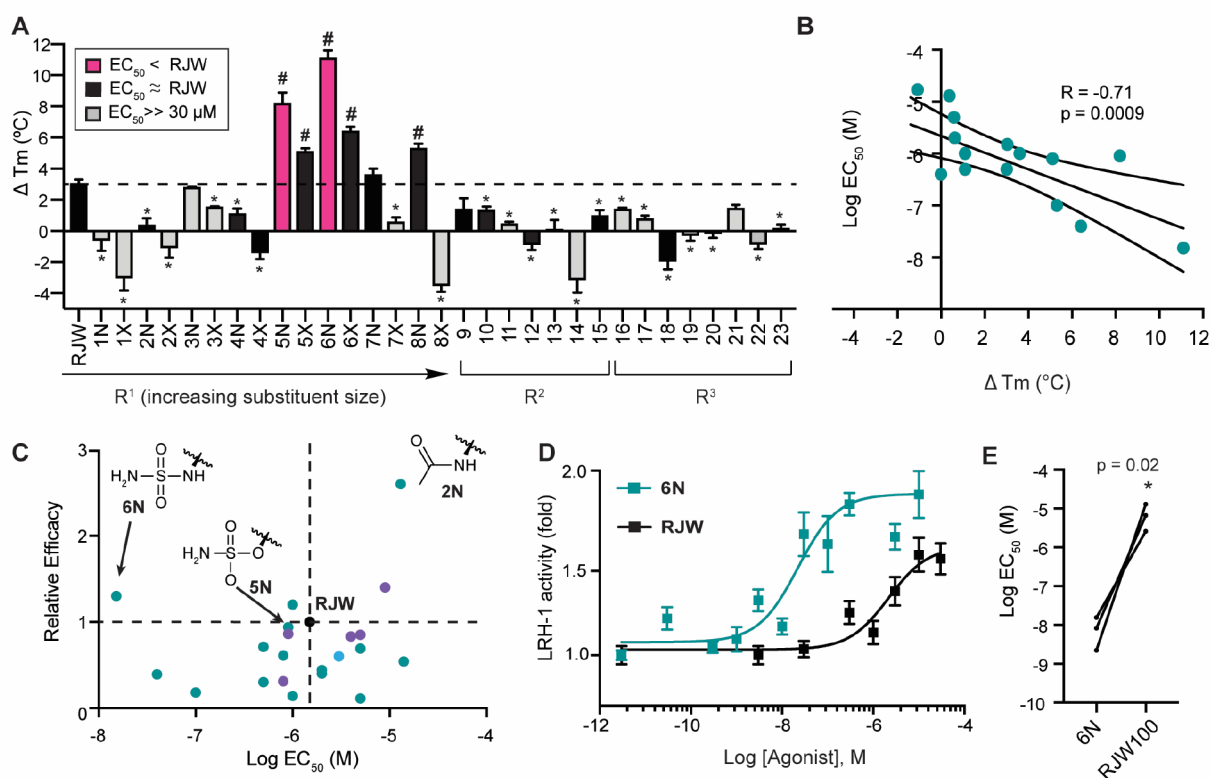 A
12
10
8
6
4
2
0
-2
-4
Δ Tm (ºC)
EC50 < RJW
EC50 ≈ RJW
EC50>> 30 µM
# # # # #
* * * * * * * * * * * * * * * * * * * * *
RJW 1N 1X 2N 2X 3N 3X 4N 4X 5N 5X 6N 6X 7N 7X 8N 8X 9 10 11 12 13 14 15 16 17 18 19 20 21 22 23
R1 (increasing substituent size)
R2
R3
B
-4
-5
-6
-7
-8
Log EC50 (M)
R = -0.71
p = 0.0009
-4 -2 0 2 4 6 8 10 12
Δ Tm (°C)
C
3
2
1
0
Relative Efficacy
O
H2N S NH
O
6N
O
NH
2N
O
H2N S O
O
5N
RJW
-8 -7 -6 -5 -4
Log EC50 (M)
D
2.0
1.5
1.0
LRH-1 activity (fold)
6N
RJW
-12 -10 -8 -6 -4
Log [Agonist], M
E
p = 0.02
*
-4
-5
-6
-7
-8
-9
-10
Log EC50 (M)
6N
RJW100